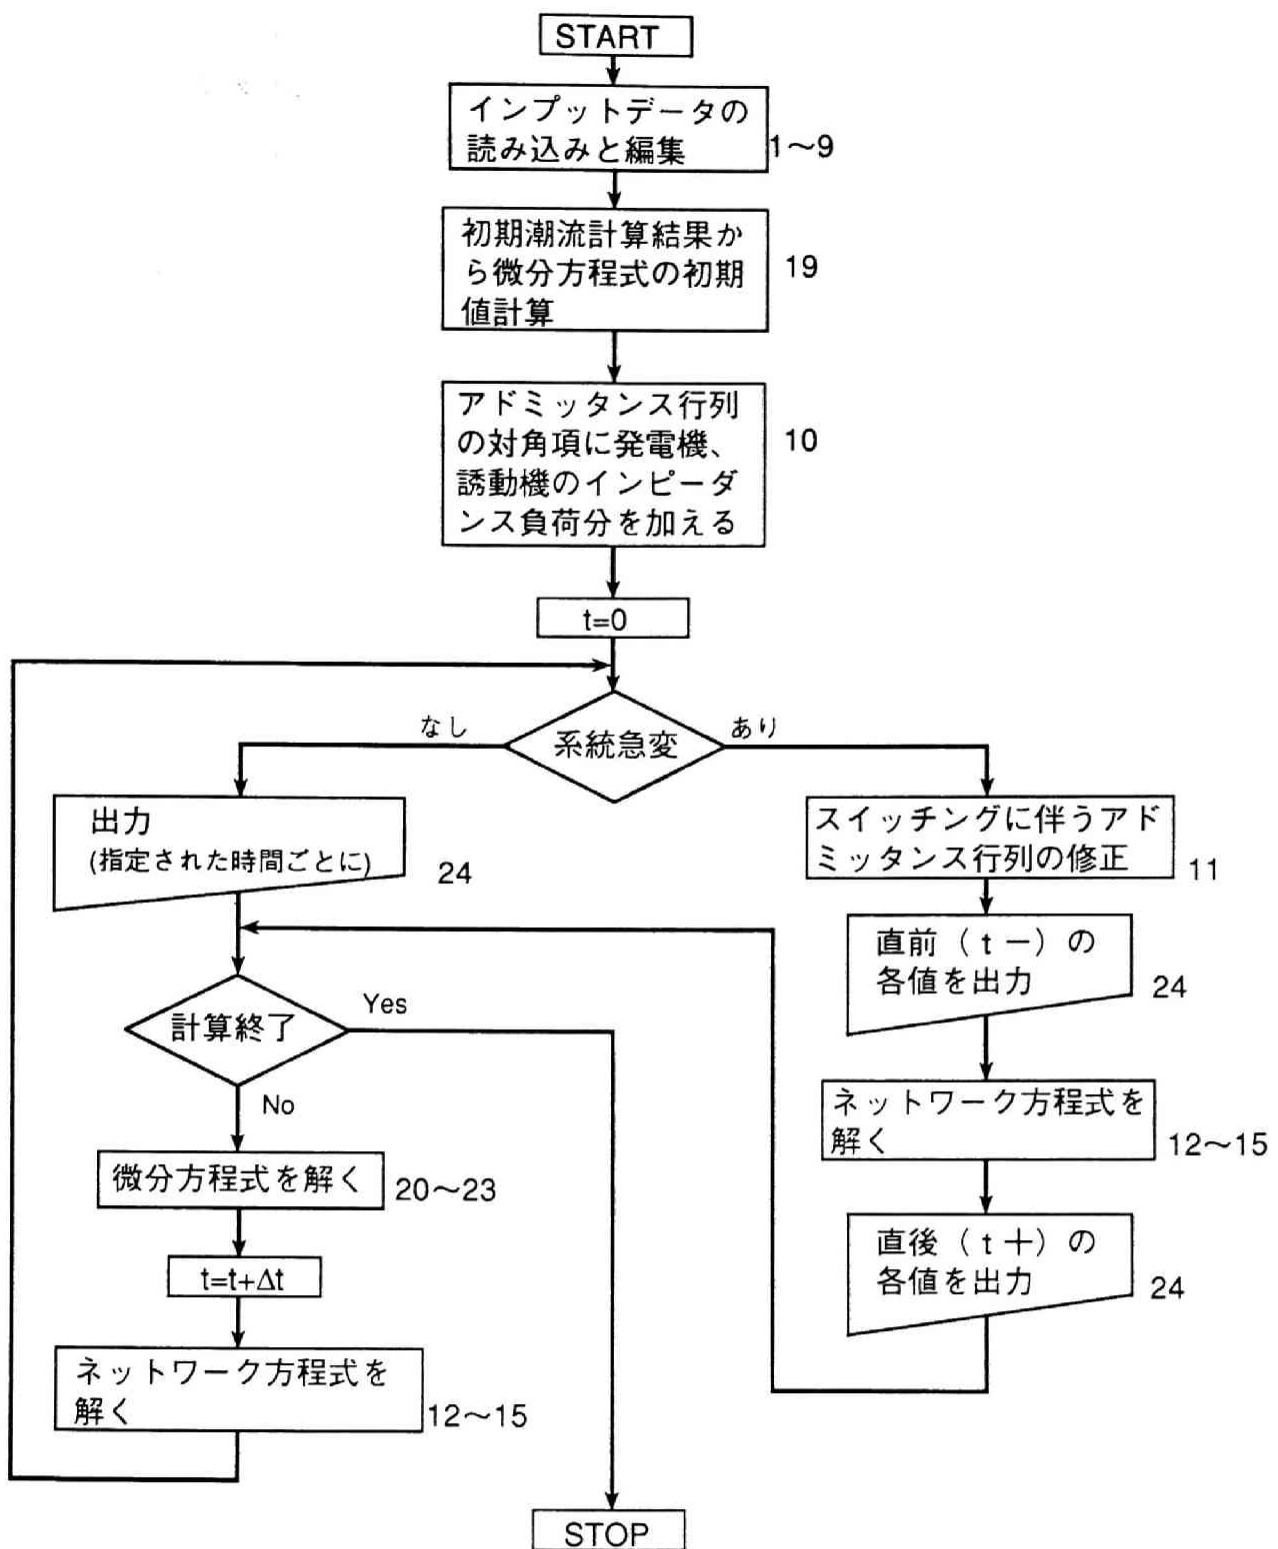 START
インプットデータの
読み込みと編集
1～9
初期潮流計算結果か
ら微分方程式の初期
値計算
19
アドミッタンス行列
の対角項に発電機、
誘動機のインピーダ
ンス負荷分を加える
10
t=0
系統急変
なし
あり
出力
(指定された時間ごとに)
24
計算終了
Yes
No
微分方程式を解く
20～23
t=t+Δt
ネットワーク方程式を
解く
12～15
スイッチングに伴うアド
ミッタンス行列の修正
11
直前（t－）の
各値を出力
24
ネットワーク方程式を
解く
12～15
直後（t＋）の
各値を出力
24
STOP